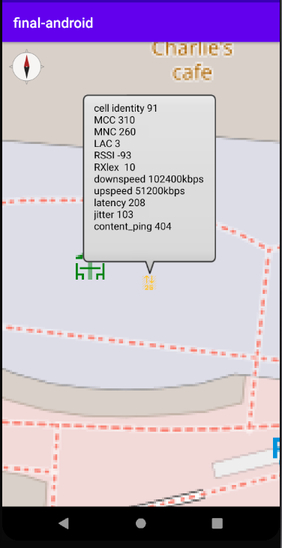 final-android
Charlie's
cafe
cell identity 91
MCC 310
MNC 260
LAC 3
RSSI -93
RXlex 10
downspeed 102400kbps
upspeed 51200kbps
latency 208
jitter 103
content_ping 404